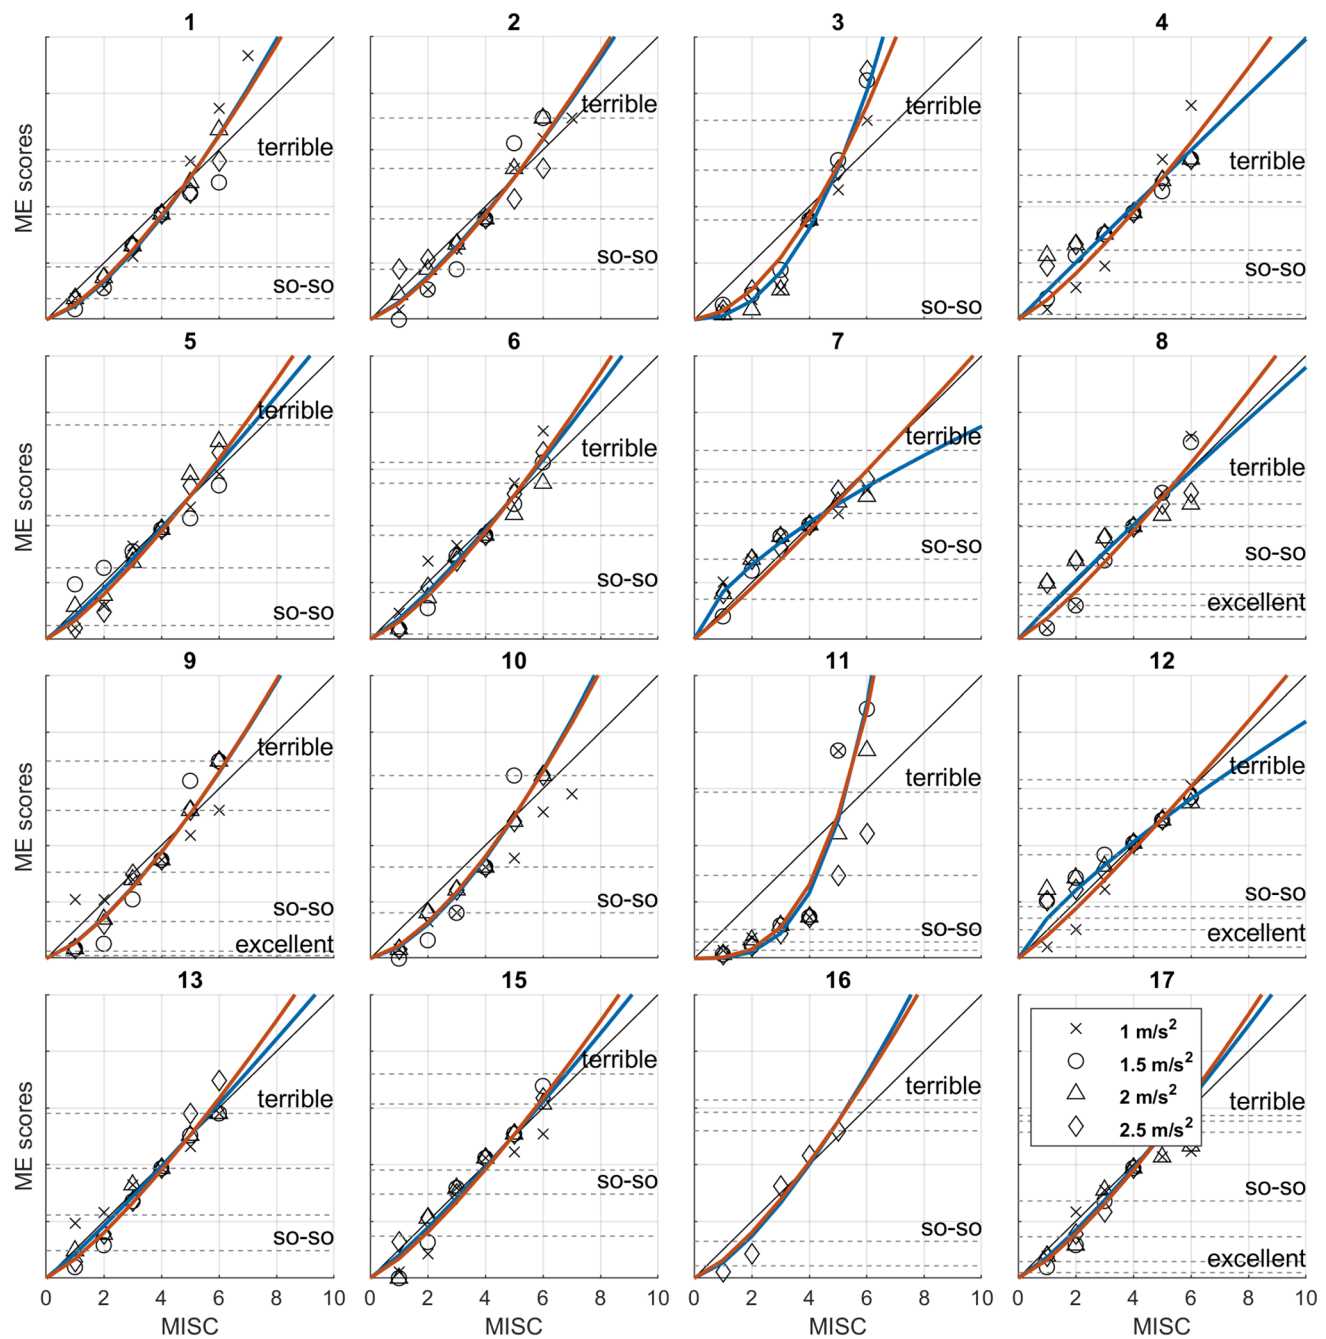 1 2 3 4
ME scores
terrible
so-so
terrible
so-so
terrible
so-so
terrible
so-so
5 6 7 8
ME scores
terrible
so-so
terrible
so-so
terrible
so-so
terrible
so-so
excellent
9 10 11 12
ME scores
terrible
so-so
excellent
so-so
terrible
so-so
terrible
so-so
excellent
13 15 16 17
ME scores
terrible
so-so
terrible
so-so
terrible
so-so
1 m/s²
1.5 m/s²
2 m/s²
2.5 m/s²
terrible
so-so
excellent
0 2 4 6 8 10 0 2 4 6 8 10 0 2 4 6 8 10 0 2 4 6 8 10
MISC MISC MISC MISC